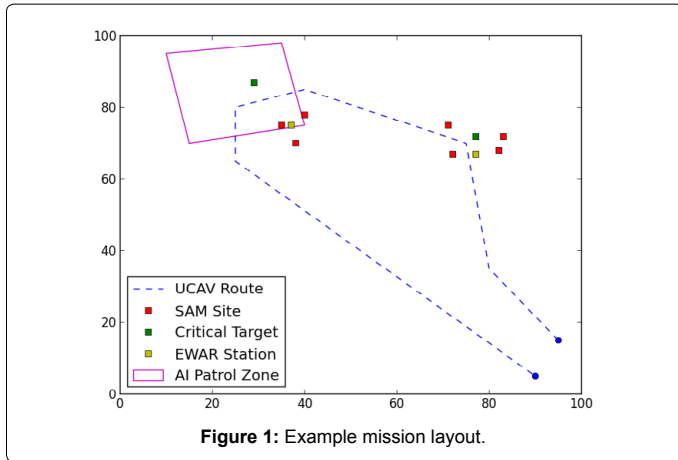 100
80
60
40
20
0
UCAV Route
SAM Site
Critical Target
EWAR Station
AI Patrol Zone
0 20 40 60 80 100
Figure 1: Example mission layout.